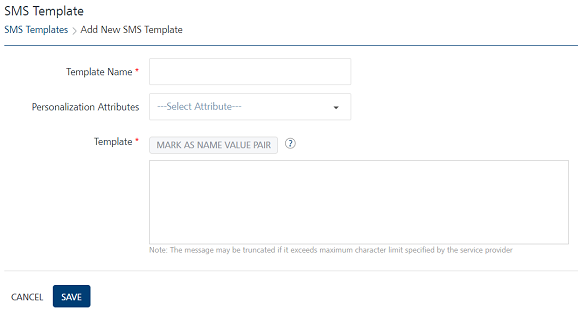 SMS Template
SMS Templates > Add New SMS Template
Template Name *
Personalization Attributes ---Select Attribute---
Template * MARK AS NAME VALUE PAIR ?
Note: The message may be truncated if it exceeds maximum character limit specified by the service provider
CANCEL SAVE